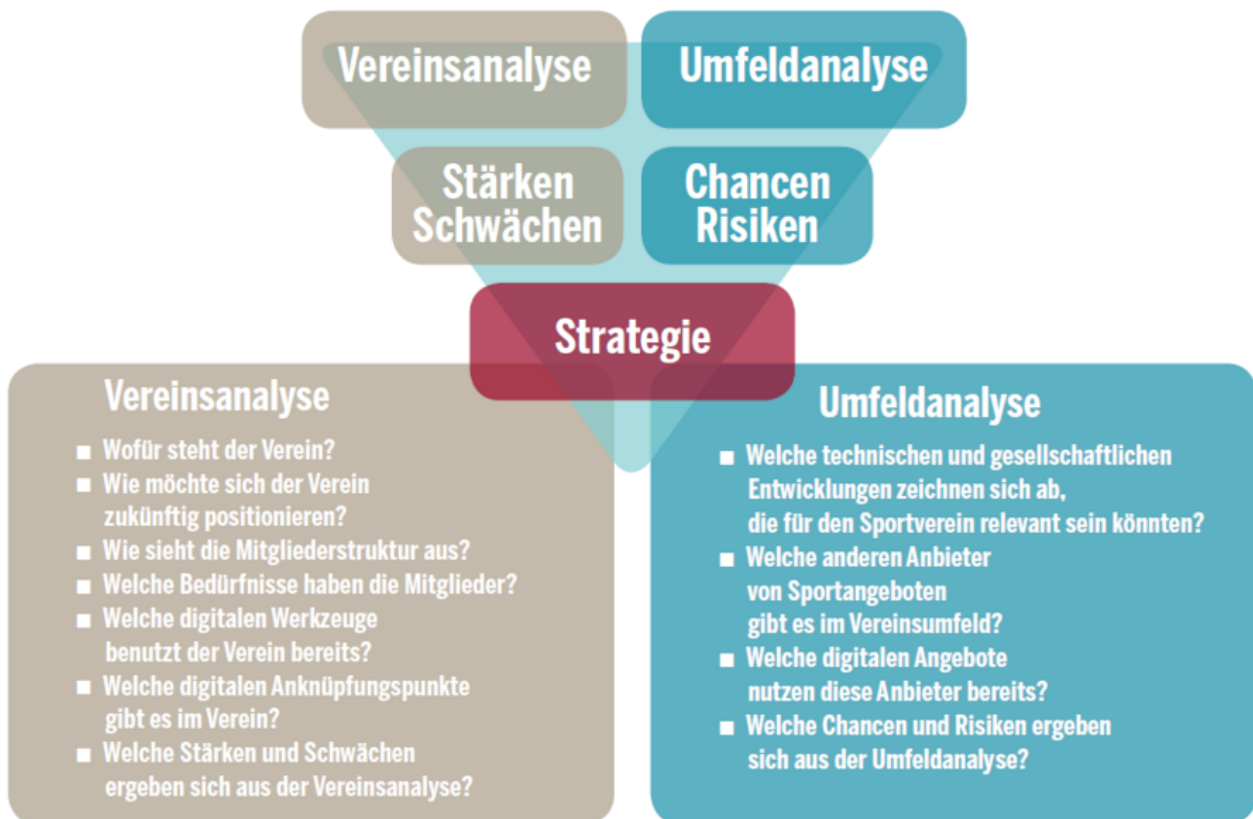 Vereinsanalyse
Umfeldanalyse
Stärken
Schwächen
Chancen
Risiken
Strategie
Vereinsanalyse
■ Wofür steht der Verein?
■ Wie möchte sich der Verein
zukünftig positionieren?
■ Wie sieht die Mitgliederstruktur aus?
■ Welche Bedürfnisse haben die Mitglieder?
■ Welche digitalen Werkzeuge
benutzt der Verein bereits?
■ Welche digitalen Anknüpfungspunkte
gibt es im Verein?
■ Welche Stärken und Schwächen
ergeben sich aus der Vereinsanalyse?
Umfeldanalyse
■ Welche technischen und gesellschaftlichen
Entwicklungen zeichnen sich ab,
die für den Sportverein relevant sein könnten?
■ Welche anderen Anbieter
von Sportangeboten
gibt es im Vereinsumfeld?
■ Welche digitalen Angebote
nutzen diese Anbieter bereits?
■ Welche Chancen und Risiken ergeben
sich aus der Umfeldanalyse?